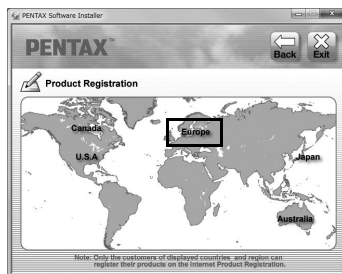 PENTAX Software Installer
PENTAX™
Back
Exit
Product Registration
Canada
Europe
U.S.A
Japan
Australia
Note: Only the customers of displayed countries and region can
register their products on the Internet Product Registration.